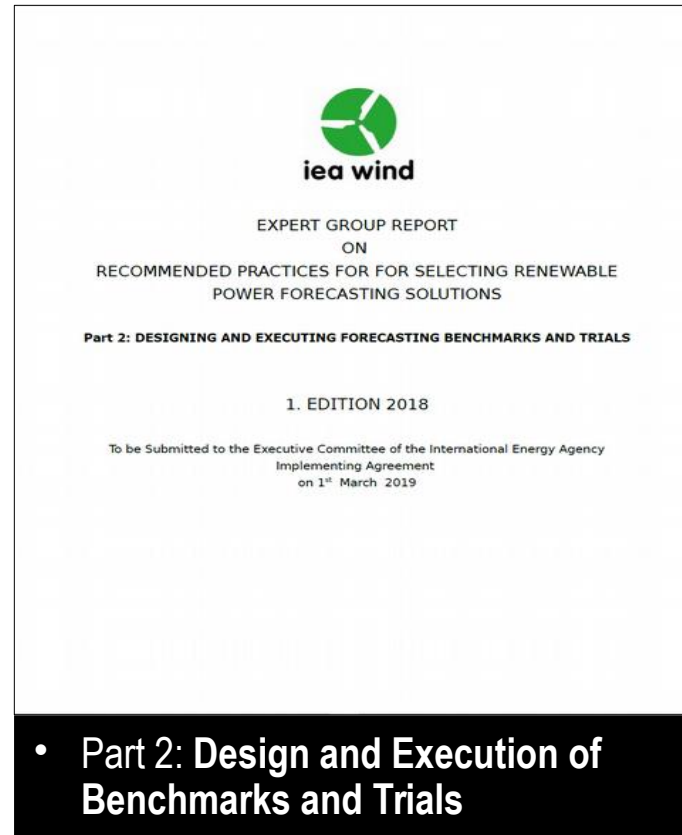 iea wind
EXPERT GROUP REPORT
ON
RECOMMENDED PRACTICES FOR FOR SELECTING RENEWABLE
POWER FORECASTING SOLUTIONS
Part 2: DESIGNING AND EXECUTING FORECASTING BENCHMARKS AND TRIALS
1. EDITION 2018
To be Submitted to the Executive Committee of the International Energy Agency
Implementing Agreement
on 1st March 2019
• Part 2: Design and Execution of
Benchmarks and Trials